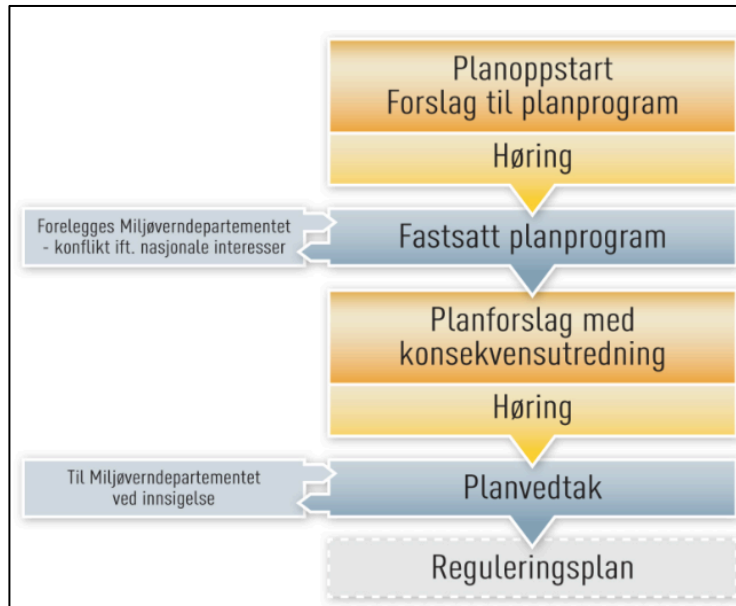 Planoppstart
Forslag til planprogram
Høring
Forelegges Miljøverndepartementet
- konflikt ift. nasjonale interesser
Fastsatt planprogram
Planforslag med
konsekvensutredning
Høring
Til Miljøverndepartementet
ved innsigelse
Planvedtak
Reguleringsplan